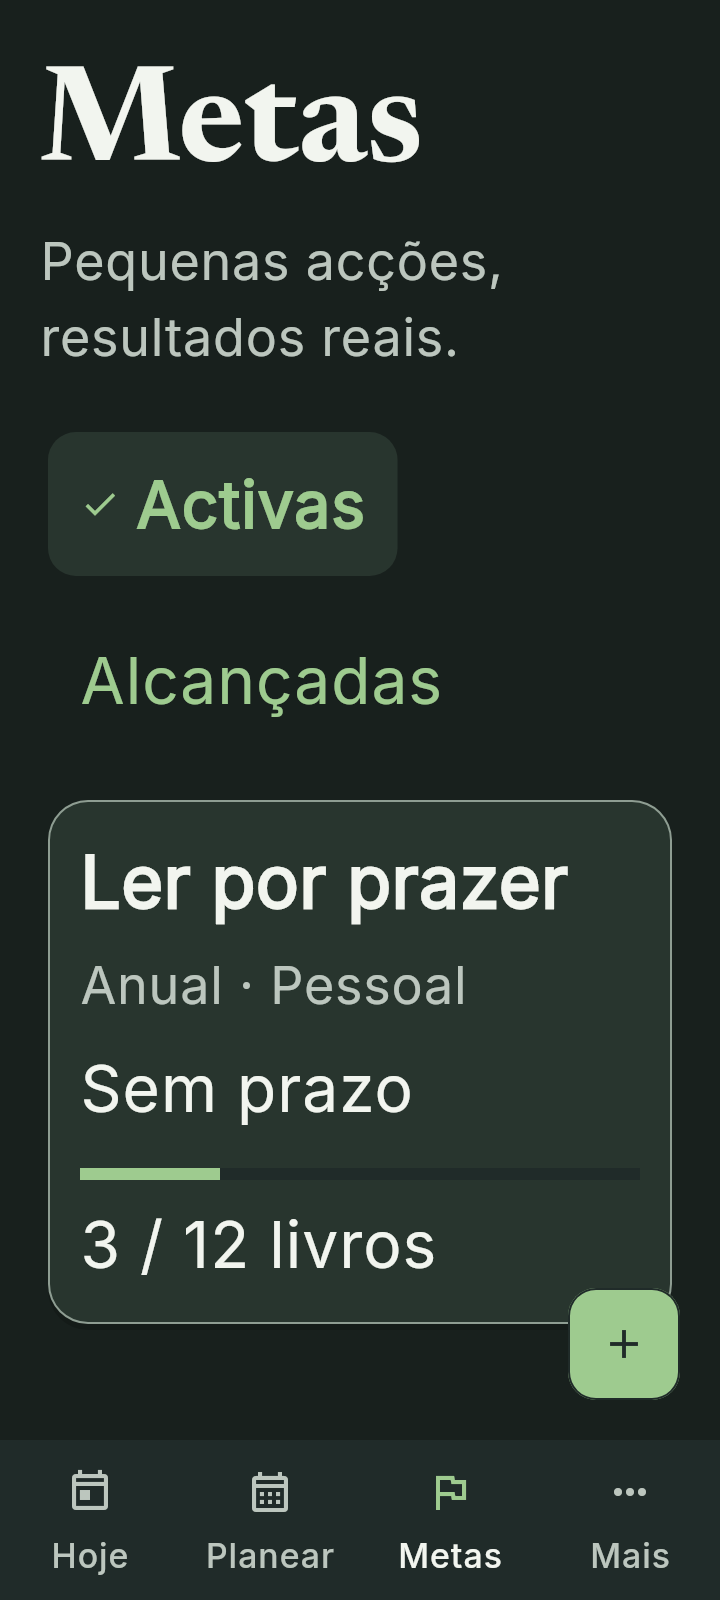 Metas
Pequenas acções,
resultados reais.
Activas
Alcançadas
Ler por prazer
Anual · Pessoal
Sem prazo
3 / 12 livros
Hoje
Planear
Metas
Mais